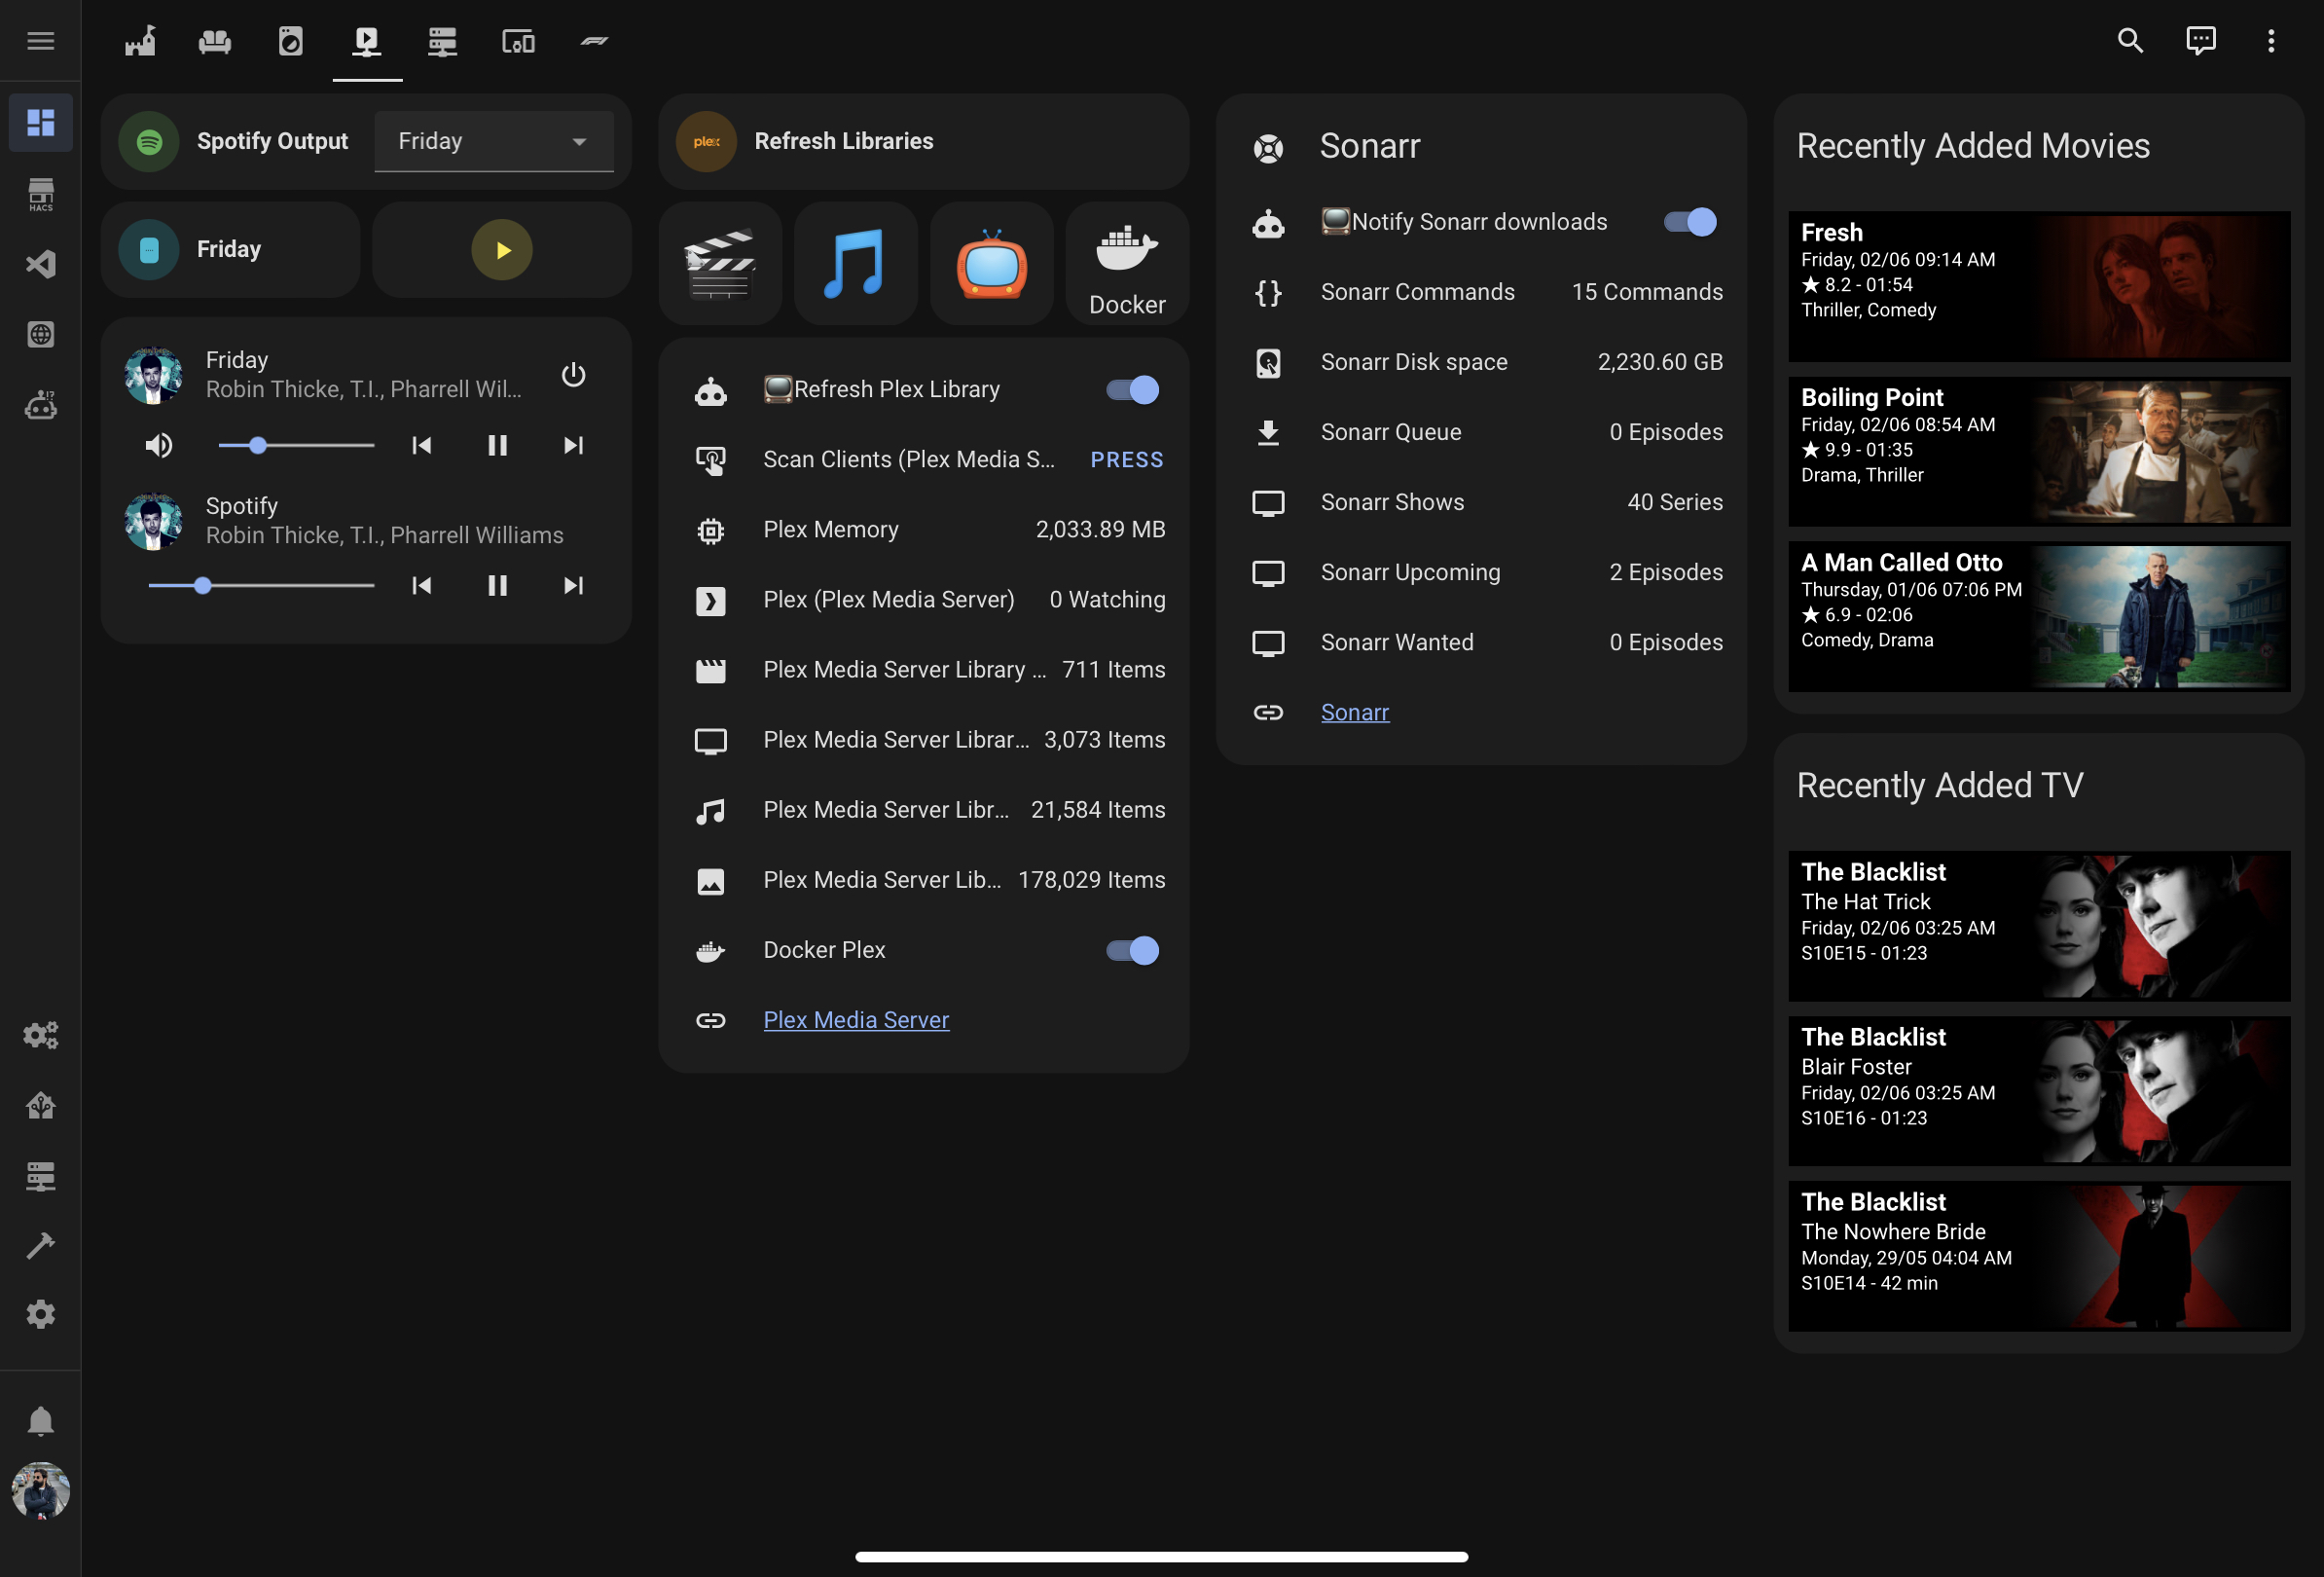 HACS
Spotify Output
Friday
Friday
Friday
Robin Thicke, T.I., Pharrell Wil...
Spotify
Robin Thicke, T.I., Pharrell Williams
plex
Refresh Libraries
Docker
Refresh Plex Library
Scan Clients (Plex Media S...
PRESS
Plex Memory
2,033.89 MB
Plex (Plex Media Server)
0 Watching
Plex Media Server Library ...
711 Items
Plex Media Server Librar...
3,073 Items
Plex Media Server Libr...
21,584 Items
Plex Media Server Lib...
178,029 Items
Docker Plex
Plex Media Server
Sonarr
Notify Sonarr downloads
Sonarr Commands
15 Commands
Sonarr Disk space
2,230.60 GB
Sonarr Queue
0 Episodes
Sonarr Shows
40 Series
Sonarr Upcoming
2 Episodes
Sonarr Wanted
0 Episodes
Sonarr
Recently Added Movies
Fresh
Friday, 02/06 09:14 AM
★ 8.2 - 01:54
Thriller, Comedy
Boiling Point
Friday, 02/06 08:54 AM
★ 9.9 - 01:35
Drama, Thriller
A Man Called Otto
Thursday, 01/06 07:06 PM
★ 6.9 - 02:06
Comedy, Drama
Recently Added TV
The Blacklist
The Hat Trick
Friday, 02/06 03:25 AM
S10E15 - 01:23
The Blacklist
Blair Foster
Friday, 02/06 03:25 AM
S10E16 - 01:23
The Blacklist
The Nowhere Bride
Monday, 29/05 04:04 AM
S10E14 - 42 min